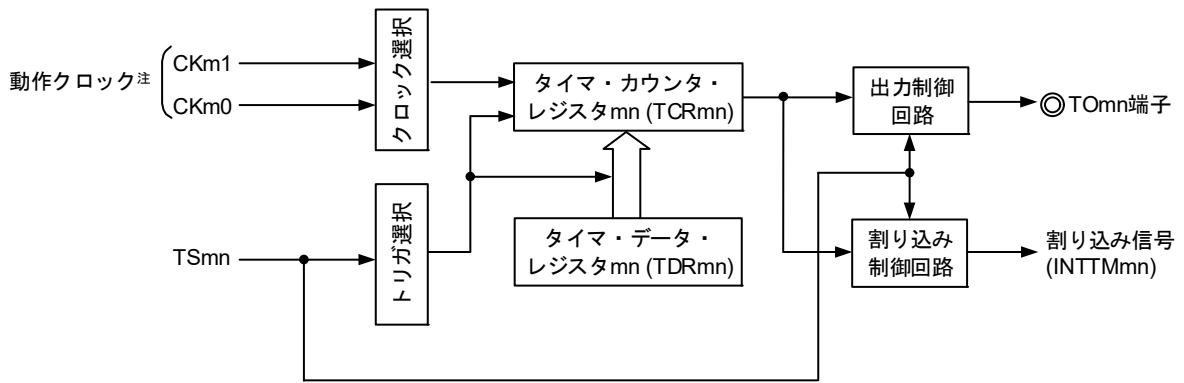 動作クロック注
CKm1
CKm0
クロック選択
タイマ・カウンタ・
レジスタmn (TCRmn)
出力制御
回路
TOmn端子
TSmn
トリガ選択
タイマ・データ・
レジスタmn (TDRmn)
割り込み
制御回路
割り込み信号
(INTTMmn)